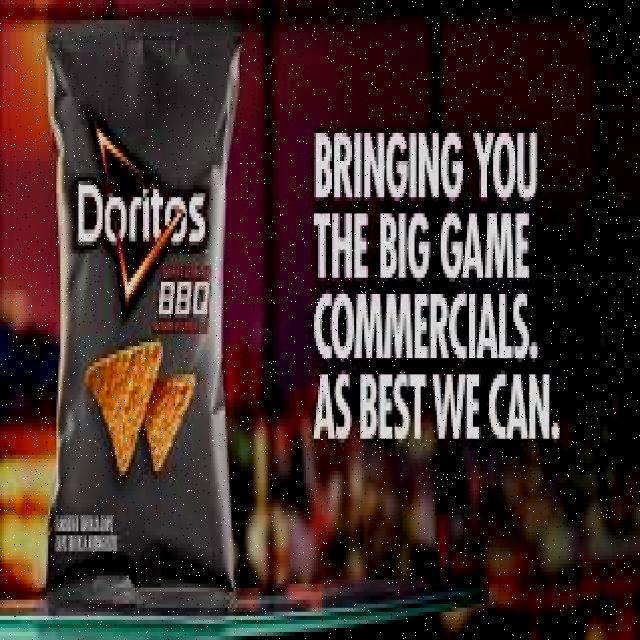 Doritos
BBQ
BRINGING YOU
THE BIG GAME
COMMERCIALS.
AS BEST WE CAN.